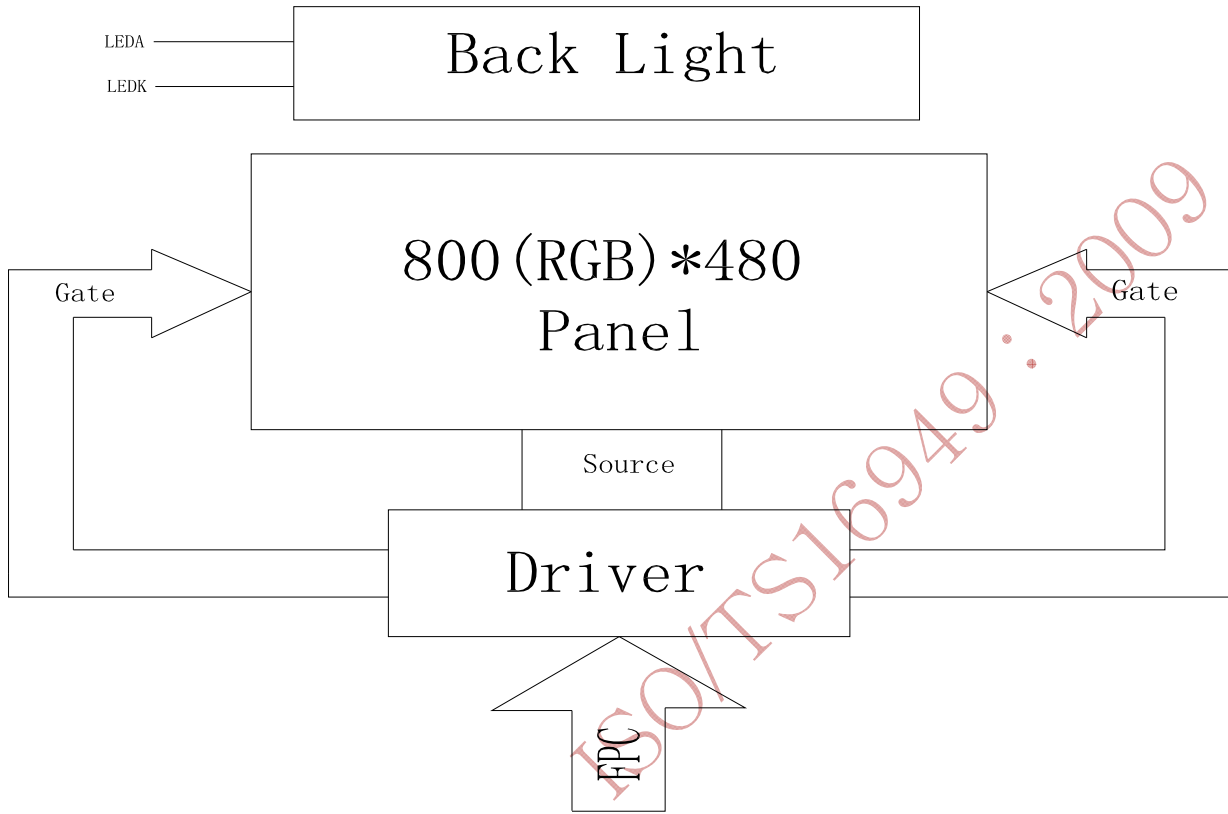 LEDA
LEDK
Back Light
800(RGB)*480
Panel
Gate
Gate
Source
Driver
FPC
ISO/TS16949：2009